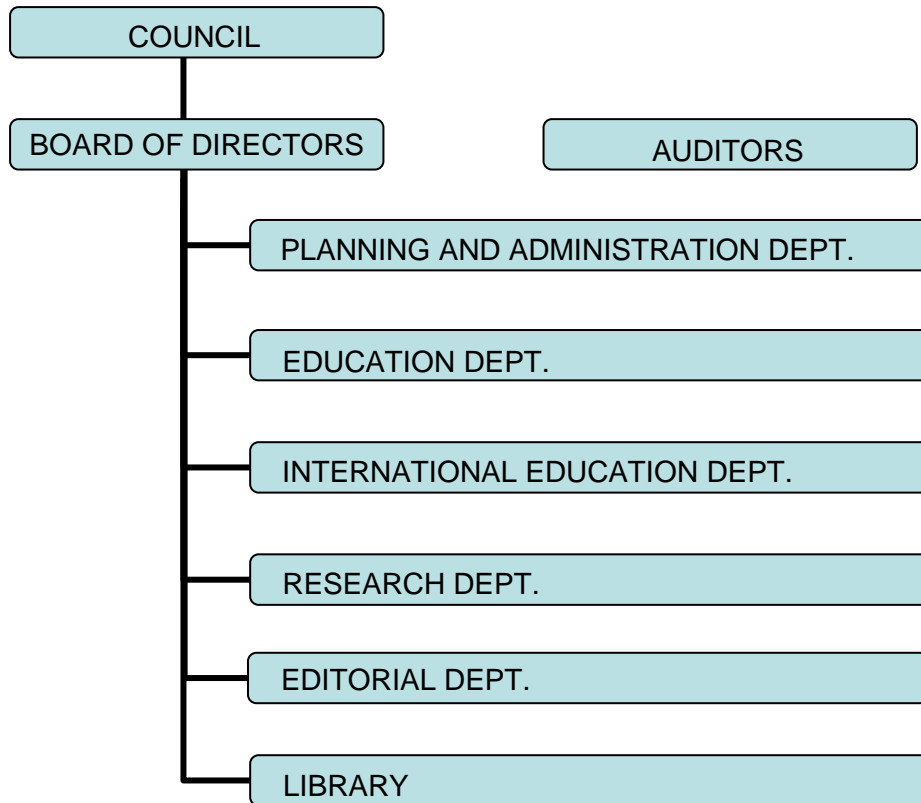 COUNCIL
BOARD OF DIRECTORS
AUDITORS
PLANNING AND ADMINISTRATION DEPT.
EDUCATION DEPT.
INTERNATIONAL EDUCATION DEPT.
RESEARCH DEPT.
EDITORIAL DEPT.
LIBRARY